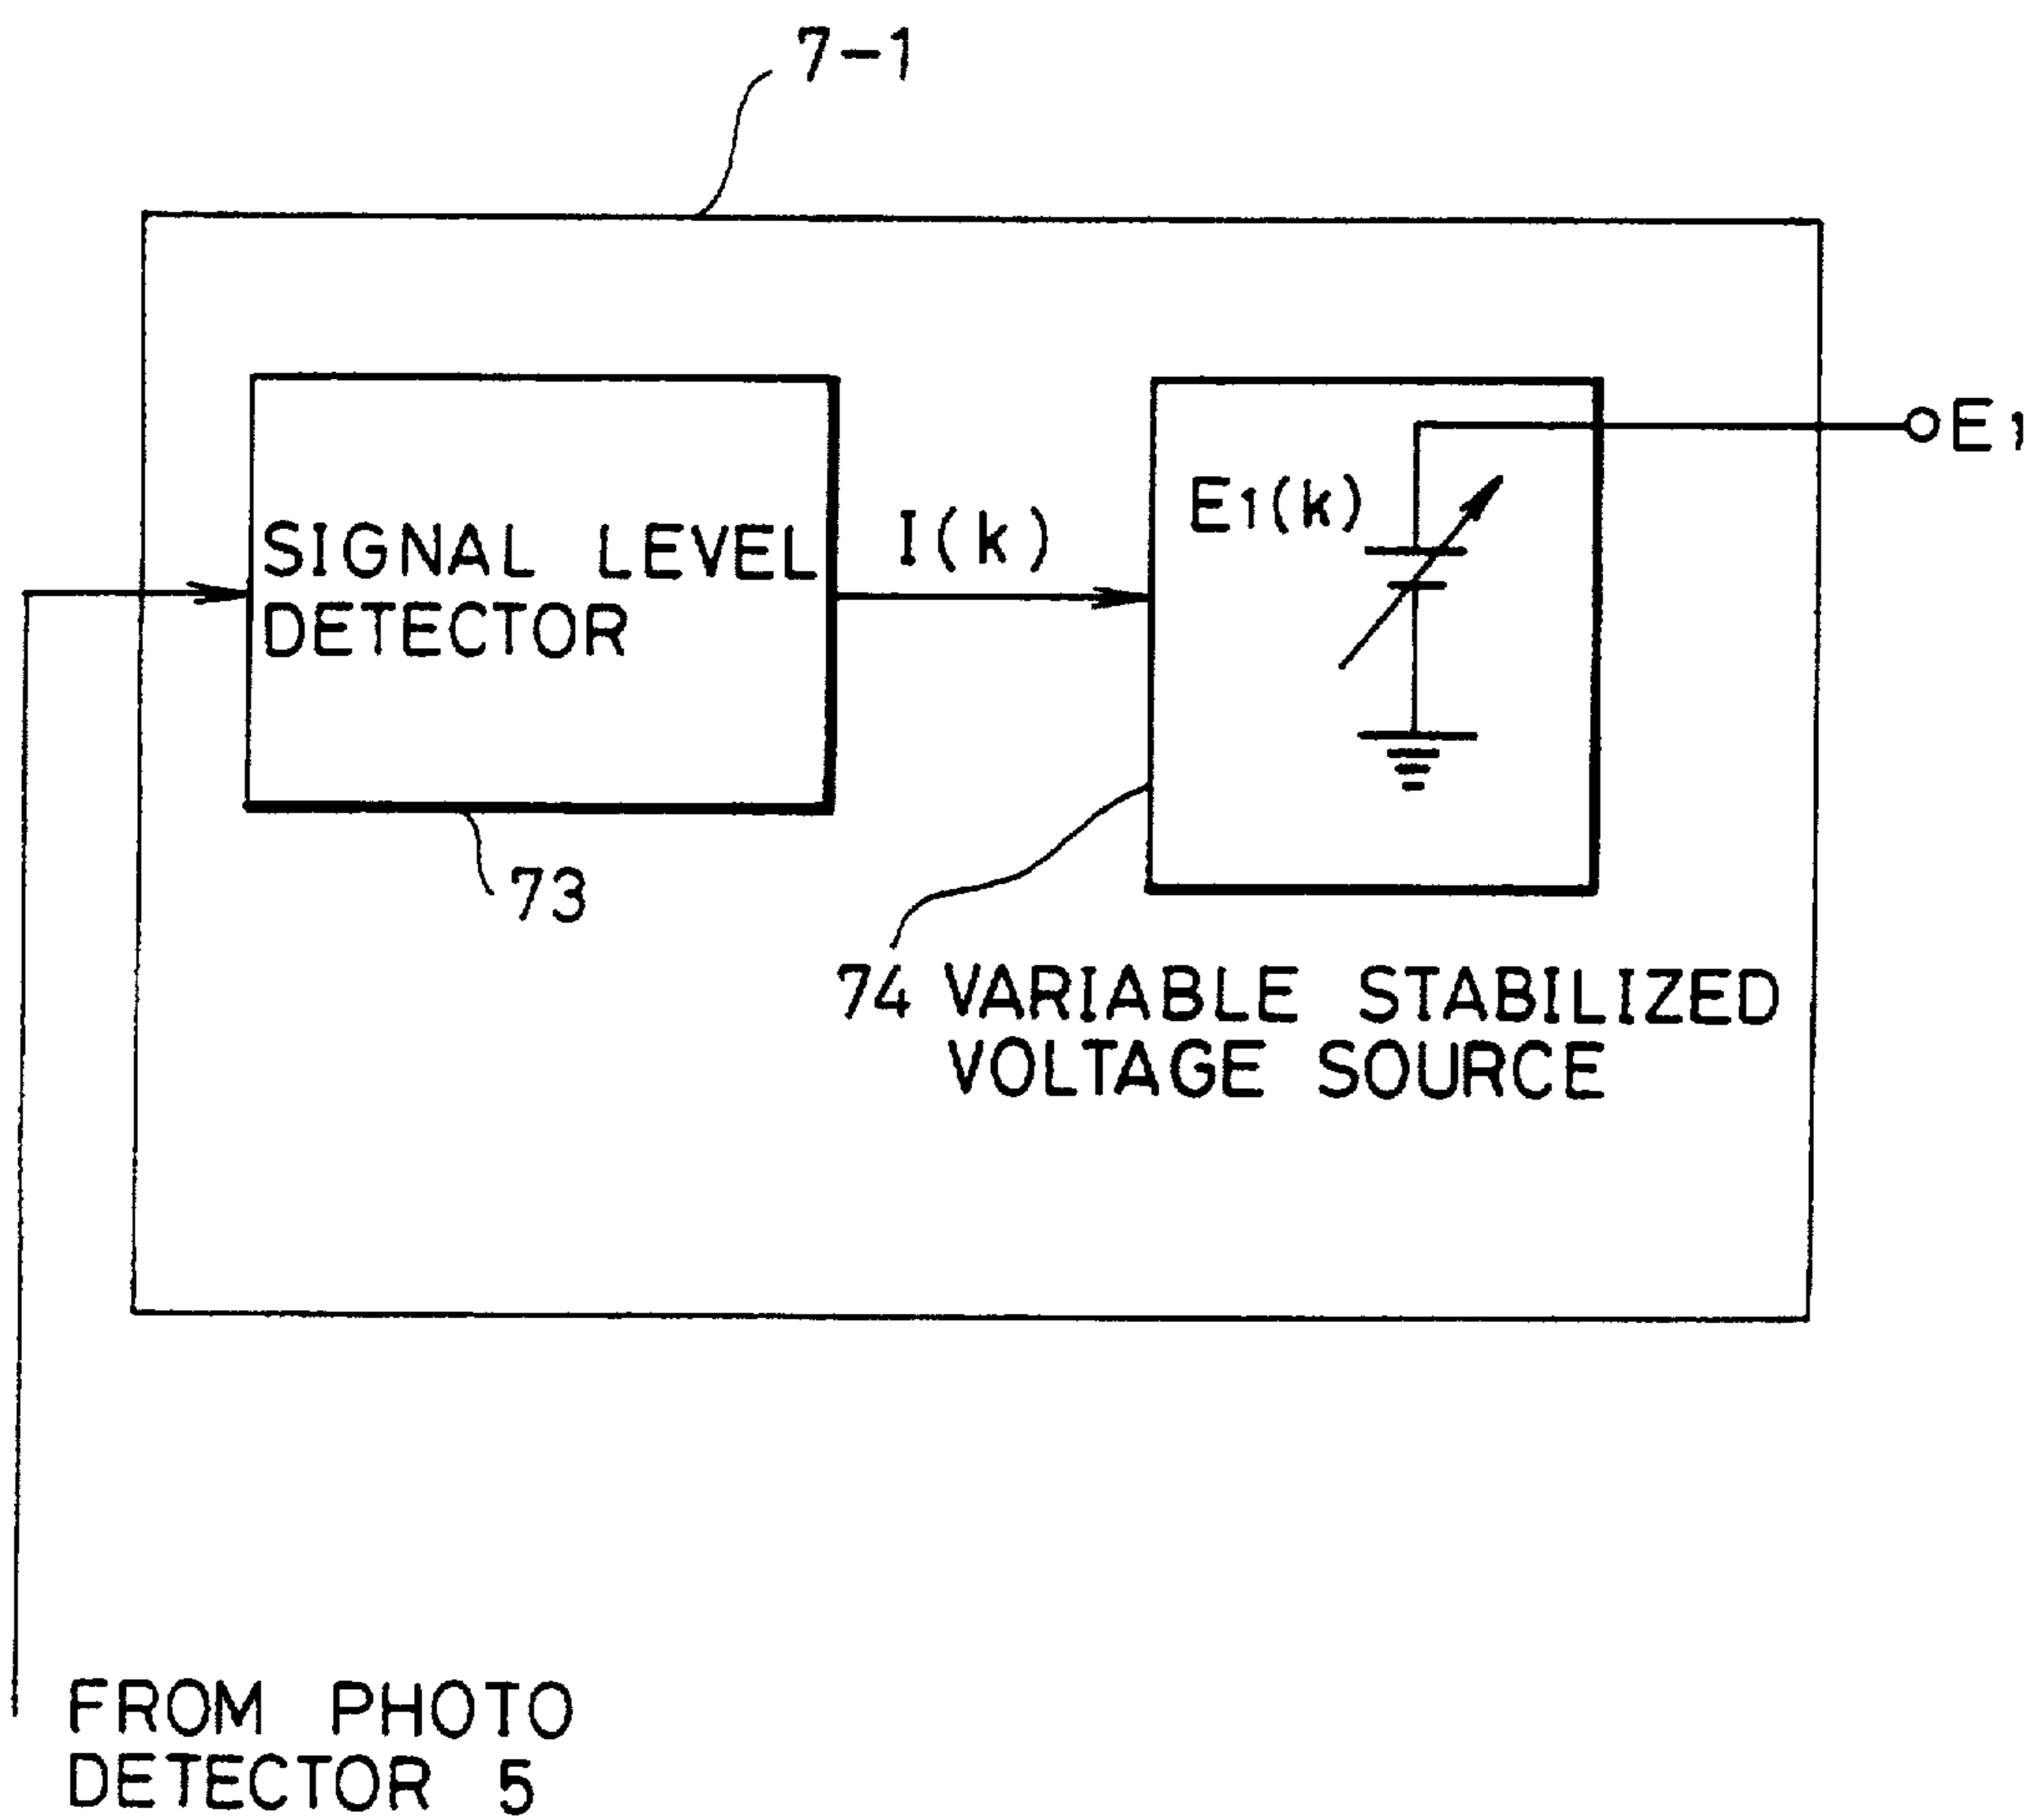 7-1
E1
E1(k)
I(k)
SIGNAL LEVEL
DETECTOR
73
74 VARIABLE STABILIZED
VOLTAGE SOURCE
FROM PHOTO
DETECTOR 5